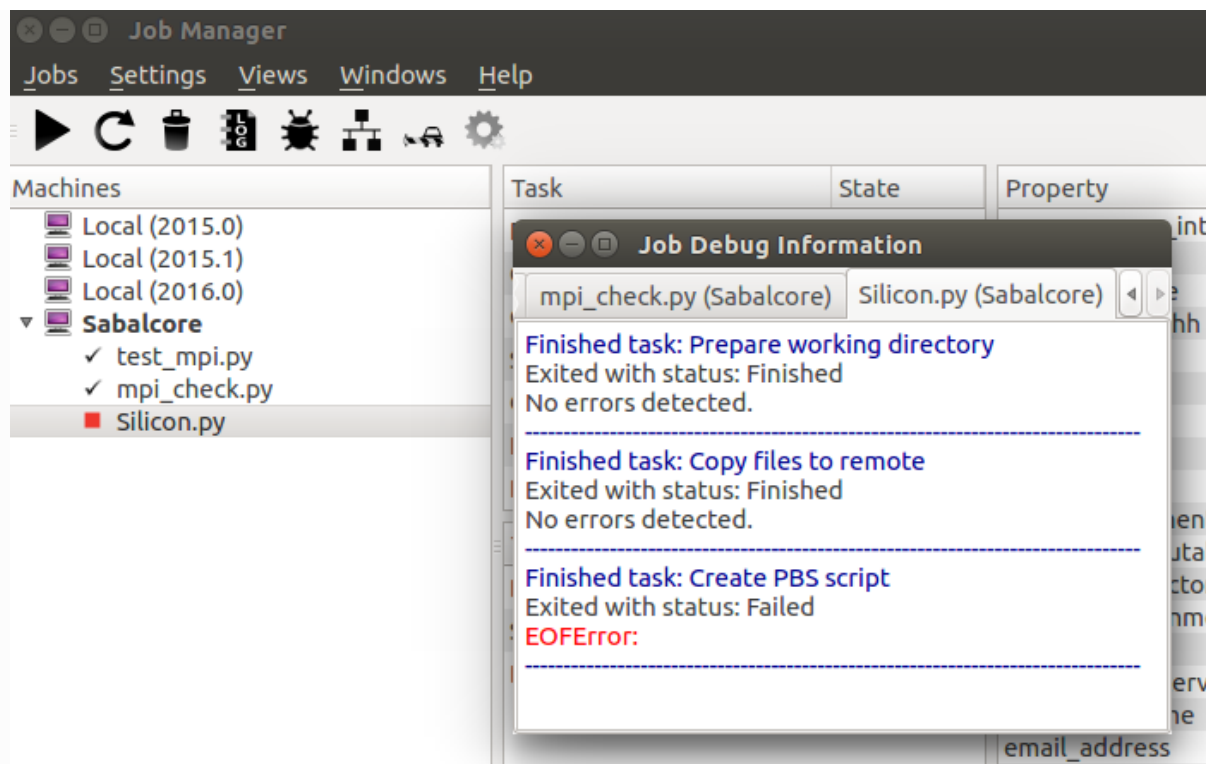 Job Manager
Jobs Settings Views Windows Help
LOG
Machines
Task State Property
Local (2015.0)
Local (2015.1)
Local (2016.0)
Sabalcore
test_mpi.py
mpi_check.py
Silicon.py
Job Debug Information
mpi_check.py (Sabalcore) Silicon.py (Sabalcore)
Finished task: Prepare working directory
Exited with status: Finished
No errors detected.
Finished task: Copy files to remote
Exited with status: Finished
No errors detected.
Finished task: Create PBS script
Exited with status: Failed
EOFError:
email_address